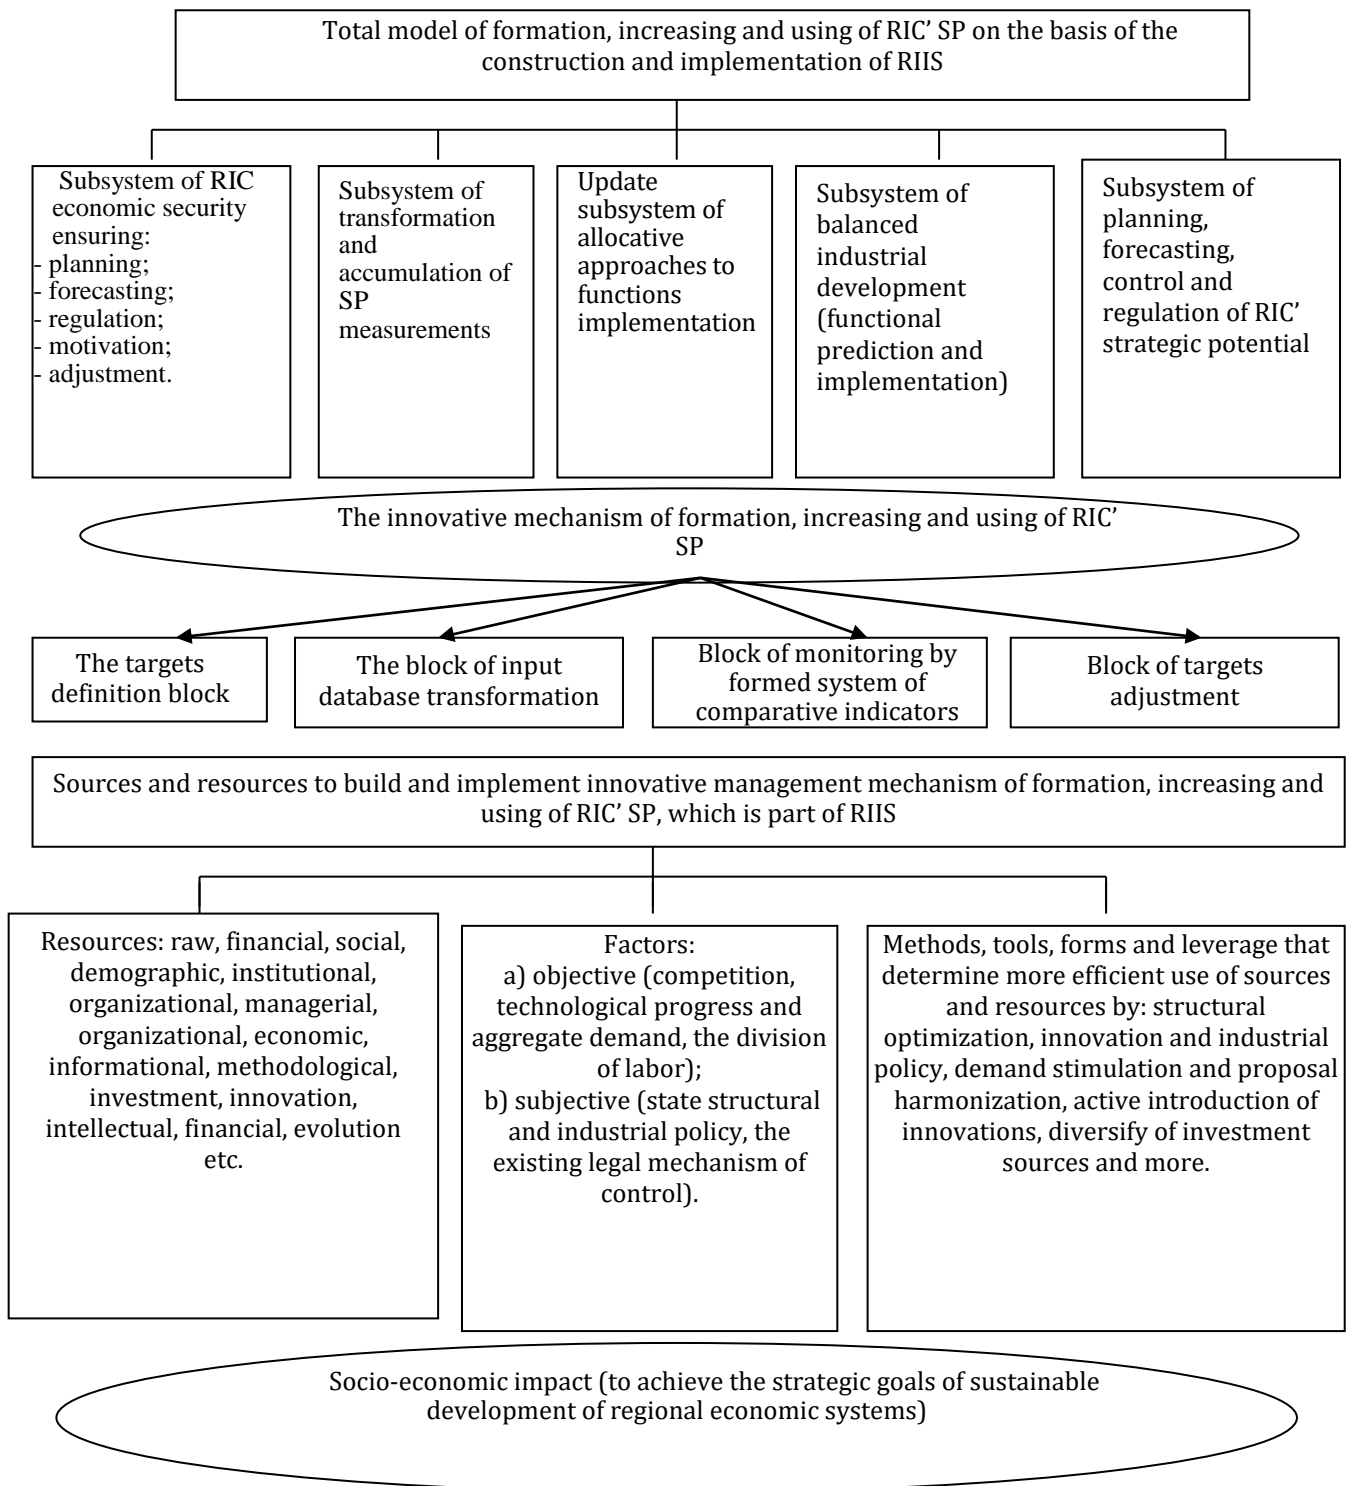 Total model of formation, increasing and using of RIC’ SP on the basis of the
construction and implementation of RIIS
Subsystem of RIC
economic security
ensuring:
- planning;
- forecasting;
- regulation;
- motivation;
- adjustment.
Subsystem of
transformation
and
accumulation of
SP
measurements
Update
subsystem of
allocative
approaches to
functions
implementation
Subsystem of
balanced
industrial
development
(functional
prediction and
implementation)
Subsystem of
planning,
forecasting,
control and
regulation of RIC’
strategic potential
The innovative mechanism of formation, increasing and using of RIC’
SP
The targets
definition block
The block of input
database transformation
Block of monitoring by
formed system of
comparative indicators
Block of targets
adjustment
Sources and resources to build and implement innovative management mechanism of formation, increasing and
using of RIC’ SP, which is part of RIIS
Resources: raw, financial, social,
demographic, institutional,
organizational, managerial,
organizational, economic,
informational, methodological,
investment, innovation,
intellectual, financial, evolution
etc.
Factors:
a) objective (competition,
technological progress and
aggregate demand, the division
of labor);
b) subjective (state structural
and industrial policy, the
existing legal mechanism of
control).
Methods, tools, forms and leverage that
determine more efficient use of sources
and resources by: structural
optimization, innovation and industrial
policy, demand stimulation and proposal
harmonization, active introduction of
innovations, diversify of investment
sources and more.
Socio-economic impact (to achieve the strategic goals of sustainable
development of regional economic systems)